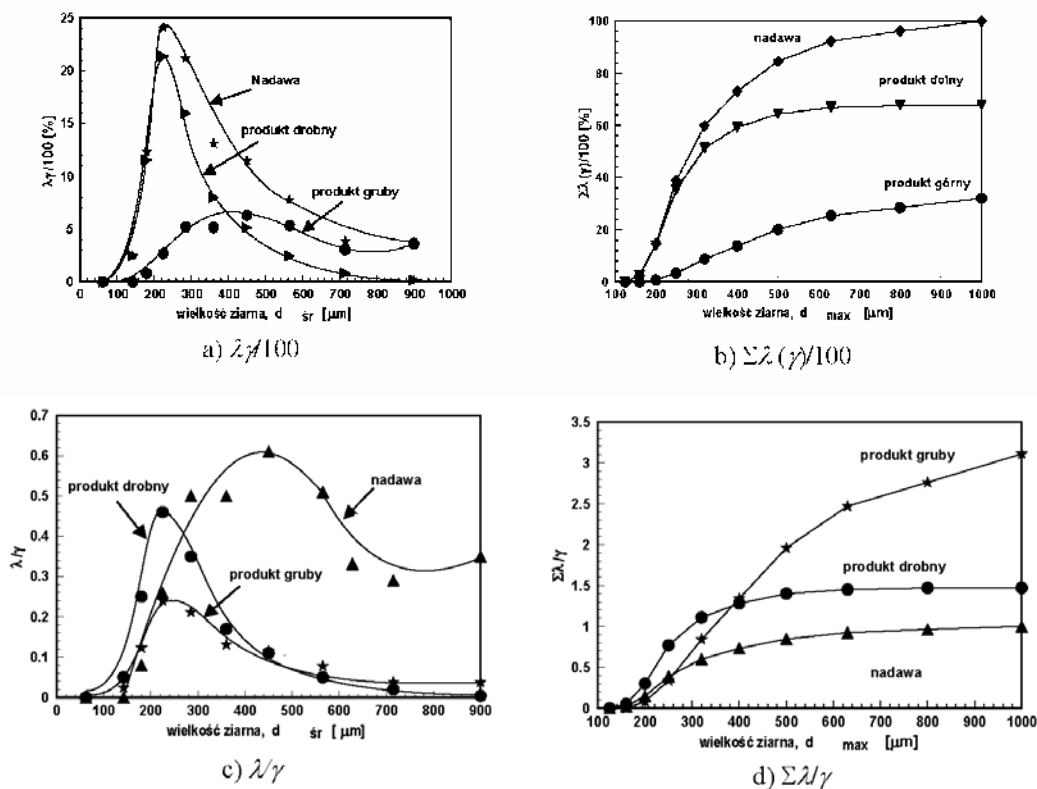 25
20
15
10
5
0
λγ/100 [%]
Nadawa
produkt drobny
produkt gruby
0 100 200 300 400 500 600 700 800 900 1000
wielkość ziarna, d śr [µm]
a) λγ/100
100
80
60
40
20
0
Σλ(γ)/100 [%]
nadawa
produkt dolny
produkt górny
100 200 300 400 500 600 700 800 900 1000
wielkość ziarna, d max [µm]
b) Σλ (γ)/100
0.7
0.6
0.5
0.4
0.3
0.2
0.1
0
λ/γ
produkt drobny
nadawa
produkt gruby
0 100 200 300 400 500 600 700 800 900
wielkość ziarna, d śr [ µm]
c) λ/γ
3.5
3
2.5
2
1.5
1
0.5
0
Σλ/γ
produkt gruby
produkt drobny
nadawa
100 200 300 400 500 600 700 800 900 1000
wielkość ziarna, d max [µm]
d) Σλ/γ